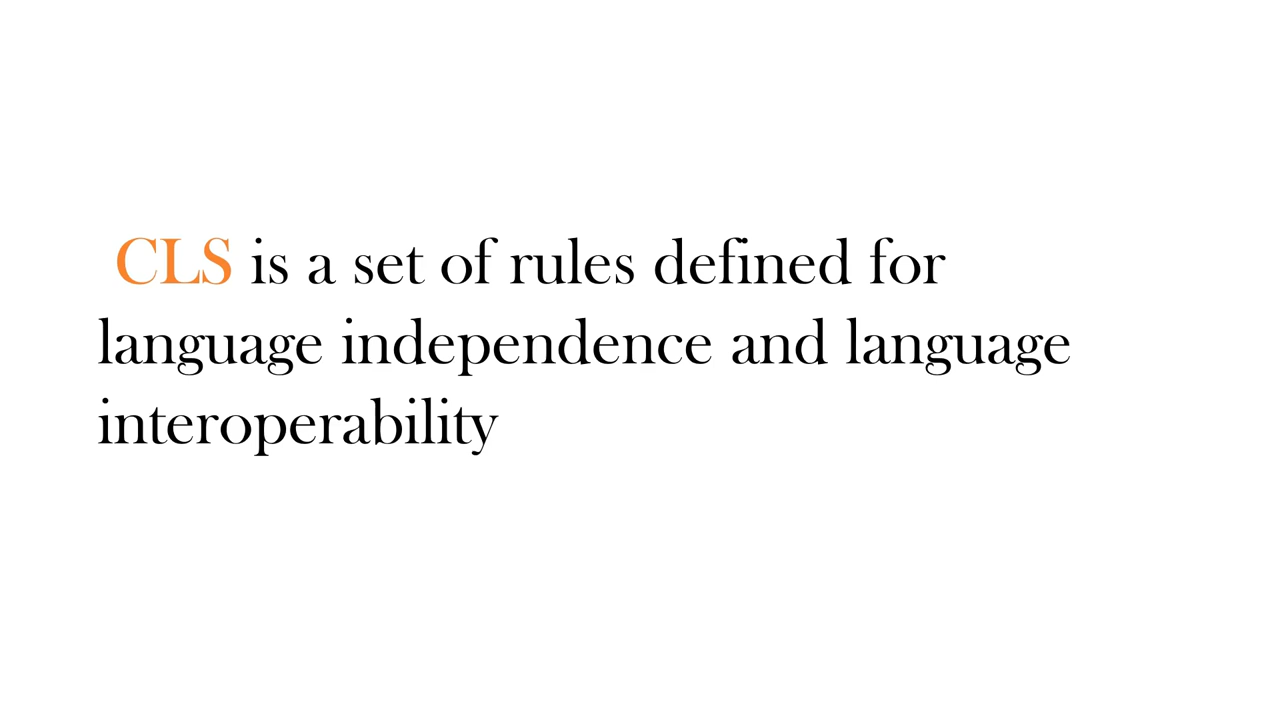 CLS is a set of rules defined for
language independence and language
interoperability